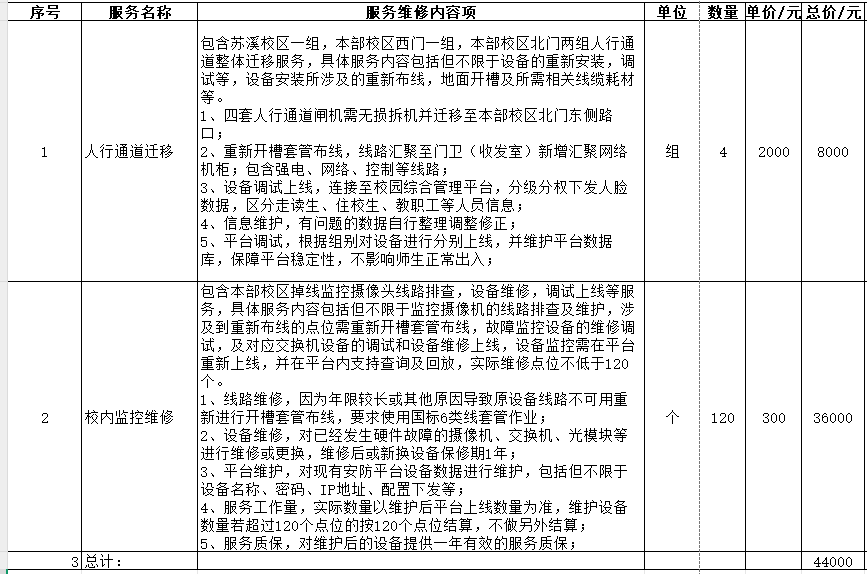 序号 服务名称 服务维修内容项 单位 数量 单价/元 总价/元
包含苏溪校区一组，本部校区西门一组，本部校区北门两组人行通
道整体迁移服务，具体服务内容包括但不限于设备的重新安装，调
试等，设备安装所涉及的重新布线，地面开槽及所需相关线缆耗材
等。
1、四套人行通道闸机需无损拆机并迁移至本部校区北门东侧路
口；
1 人行通道迁移 2、重新开槽套管布线，线路汇聚至门卫（收发室）新增汇聚网络 组 4 2000 8000
机柜；包含强电、网络、控制等线路；
3、设备调试上线，连接至校园综合管理平台，分级分权下发人脸
数据，区分走读生、住校生、教职工等人员信息；
4、信息维护，有问题的数据自行整理调整修正；
5、平台调试，根据组别对设备进行分别上线，并维护平台数据
库，保障平台稳定性，不影响师生正常出入；
包含本部校区掉线监控摄像头线路排查，设备维修，调试上线等服
务，具体服务内容包括但不限于监控摄像机的线路排查及维护，涉
及到重新布线的点位需重新开槽套管布线，故障监控设备的维修调
试，及对应交换机设备的调试和设备维修上线，设备监控需在平台
重新上线，并在平台内支持查询及回放，实际维修点位不低于120
个。
1、线路维修，因为年限较长或其他原因导致原设备线路不可用重
2 校内监控维修 新进行开槽套管布线，要求使用国标6类线套管作业； 个 120 300 36000
2、设备维修，对已经发生硬件故障的摄像机、交换机、光模块等
进行维修或更换，维修后或新换设备保修期1年；
3、平台维护，对现有安防平台设备数据进行维护，包括但不限于
设备名称、密码、IP地址、配置下发等；
4、服务工作量，实际数量以维护后平台上线数量为准，维护设备
数量若超过120个点位的按120个点位结算，不做另外结算；
5、服务质保，对维护后的设备提供一年有效的服务质保；
3 总计： 44000